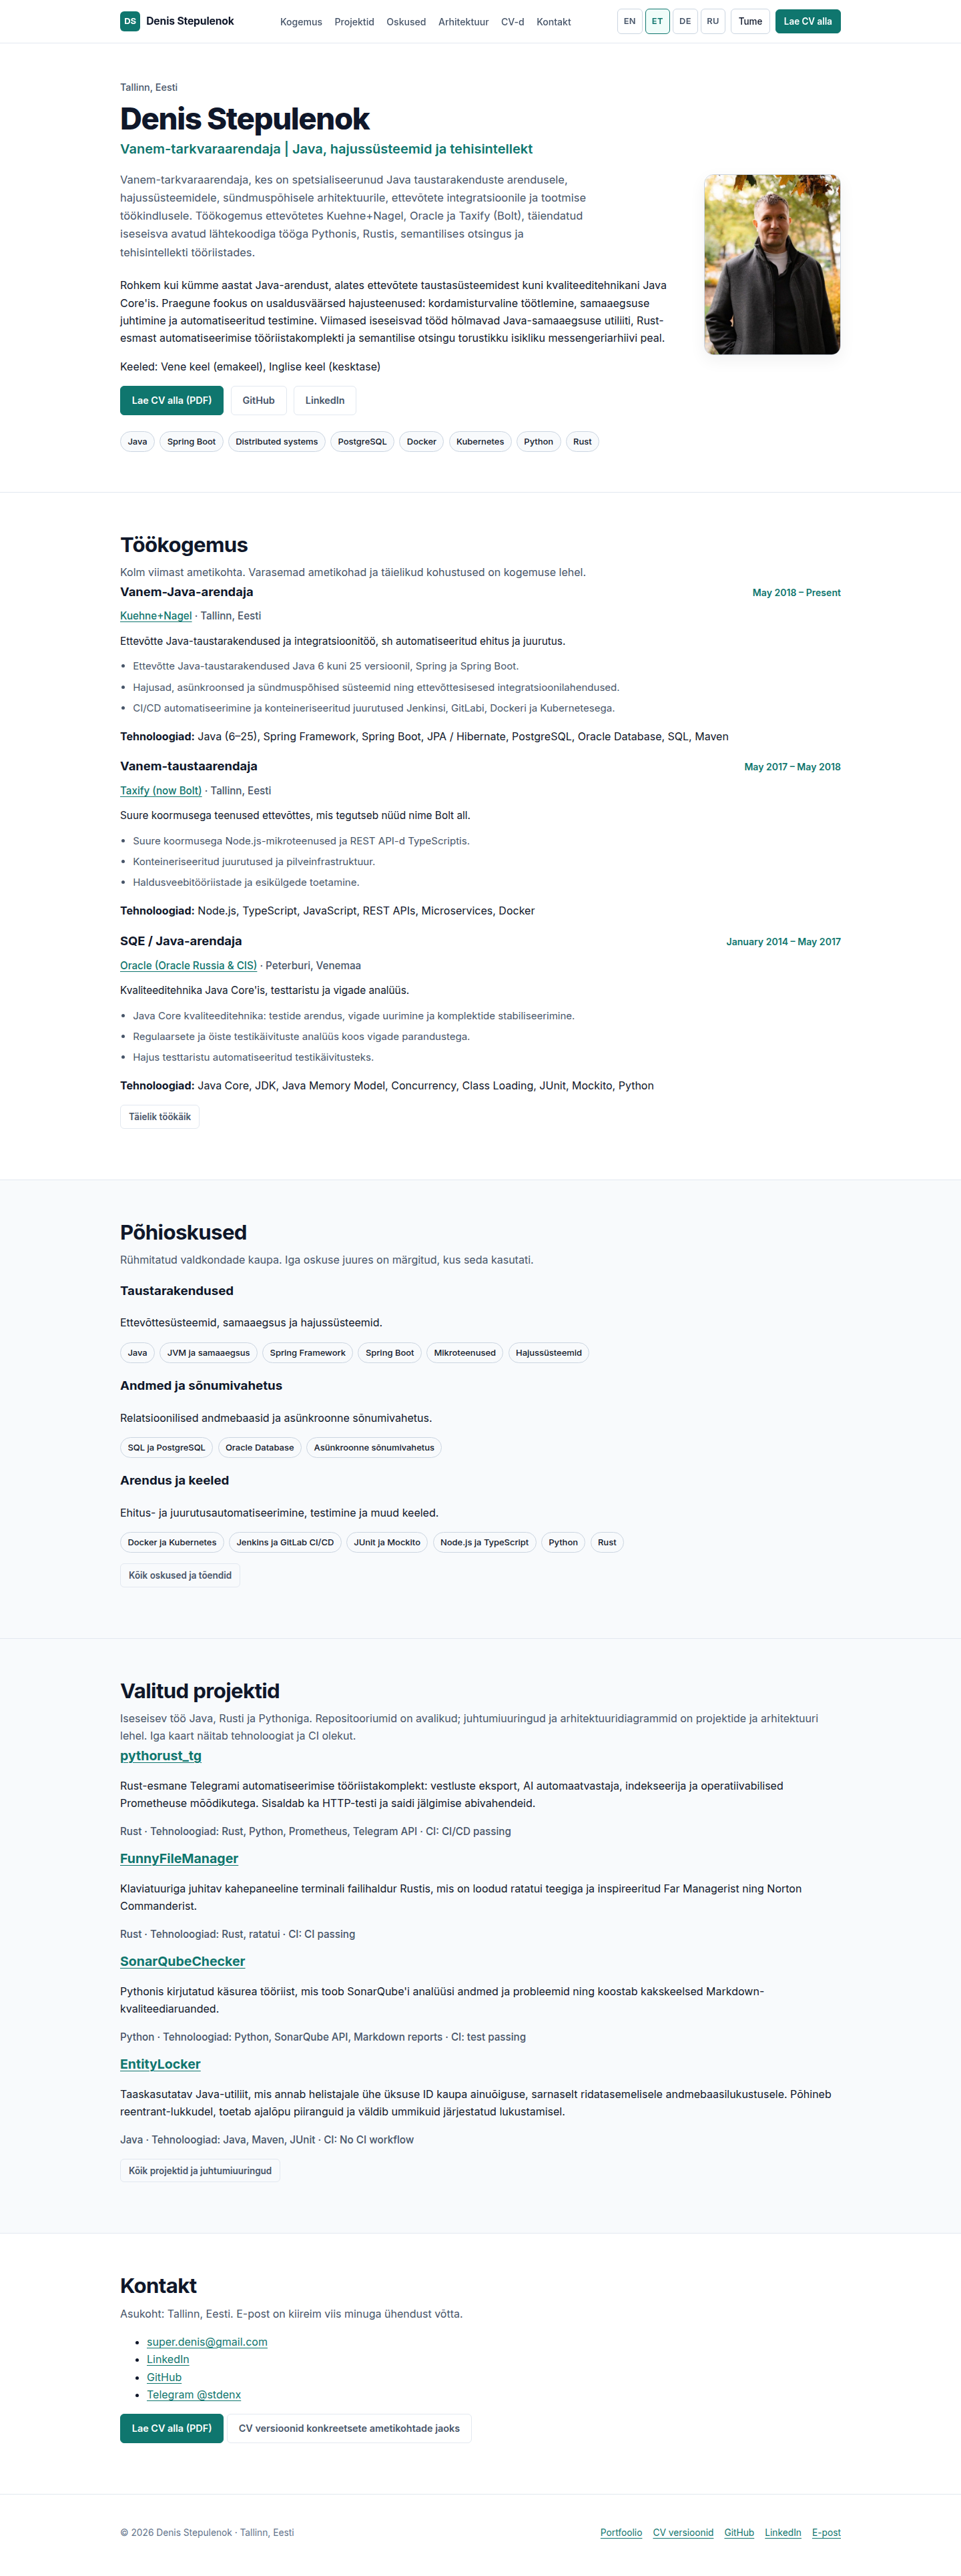 DS Denis Stepulenok Kogemus Projektid Oskused Arhitektuur CV-d Kontakt EN ET DE RU Tume Lae CV alla
Tallinn, Eesti
Denis Stepulenok
Vanem-tarkvaraarendaja | Java, hajussüsteemid ja tehisintellekt
Vanem-tarkvaraarendaja, kes on spetsialiseerunud Java taustarakenduste arendusele,
hajussüsteemidele, sündmuspõhisele arhitektuurile, ettevõtete integratsioonile ja tootmise
töökindlusele. Töökogemus ettevõtetes Kuehne+Nagel, Oracle ja Taxify (Bolt), täiendatud
iseseisva avatud lähtekoodiga tööga Pythonis, Rustis, semantilises otsingus ja
tehisintellekti tööriistades.
Rohkem kui kümme aastat Java-arendust, alates ettevõtete taustasüsteemidest kuni kvaliteeditehnikani Java
Core'is. Praegune fookus on usaldusväärsed hajusteenused: kordamisturvaline töötlemine, samaaegsuse
juhtimine ja automatiseeritud testimine. Viimased iseseisvad tööd hõlmavad Java-samaaegsuse utiliiti, Rust-
esmast automatiseerimise tööriistakomplekti ja semantilise otsingu torustikku isikliku messengeriarhiivi peal.
Keeled: Vene keel (emakeel), Inglise keel (kesktase)
Lae CV alla (PDF) GitHub LinkedIn
Java Spring Boot Distributed systems PostgreSQL Docker Kubernetes Python Rust
Töökogemus
Kolm viimast ametikohta. Varasemad ametikohad ja täielikud kohustused on kogemuse lehel.
Vanem-Java-arendaja May 2018 – Present
Kuehne+Nagel · Tallinn, Eesti
Ettevõtte Java-taustarakendused ja integratsioonitöö, sh automatiseeritud ehitus ja juurutus.
• Ettevõtte Java-taustarakendused Java 6 kuni 25 versioonil, Spring ja Spring Boot.
• Hajusad, asünkroonsed ja sündmuspõhised süsteemid ning ettevõttesisesed integratsioonilahendused.
• CI/CD automatiseerimine ja konteineriseeritud juurutused Jenkinsi, GitLabi, Dockeri ja Kubernetesega.
Tehnoloogiad: Java (6–25), Spring Framework, Spring Boot, JPA / Hibernate, PostgreSQL, Oracle Database, SQL, Maven
Vanem-taustaarendaja May 2017 – May 2018
Taxify (now Bolt) · Tallinn, Eesti
Suure koormusega teenused ettevõttes, mis tegutseb nüüd nime Bolt all.
• Suure koormusega Node.js-mikroteenused ja REST API-d TypeScriptis.
• Konteineriseeritud juurutused ja pilveinfrastruktuur.
• Haldusveebitööriistade ja esikülgede toetamine.
Tehnoloogiad: Node.js, TypeScript, JavaScript, REST APIs, Microservices, Docker
SQE / Java-arendaja January 2014 – May 2017
Oracle (Oracle Russia & CIS) · Peterburi, Venemaa
Kvaliteeditehnika Java Core'is, testtaristu ja vigade analüüs.
• Java Core kvaliteeditehnika: testide arendus, vigade uurimine ja komplektide stabiliseerimine.
• Regulaarsete ja öiste testikäivituste analüüs koos vigade parandustega.
• Hajus testtaristu automatiseeritud testikäivitusteks.
Tehnoloogiad: Java Core, JDK, Java Memory Model, Concurrency, Class Loading, JUnit, Mockito, Python
Täielik töökäik
Põhioskused
Rühmitatud valdkondade kaupa. Iga oskuse juures on märgitud, kus seda kasutati.
Taustarakendused
Ettevõttesüsteemid, samaaegsus ja hajussüsteemid.
Java JVM ja samaaegsus Spring Framework Spring Boot Mikroteenused Hajussüsteemid
Andmed ja sõnumivahetus
Relatsioonilised andmebaasid ja asünkroonne sõnumivahetus.
SQL ja PostgreSQL Oracle Database Asünkroonne sõnumivahetus
Arendus ja keeled
Ehitus- ja juurutusautomatiseerimine, testimine ja muud keeled.
Docker ja Kubernetes Jenkins ja GitLab CI/CD JUnit ja Mockito Node.js ja TypeScript Python Rust
Kõik oskused ja tõendid
Valitud projektid
Iseseisev töö Java, Rusti ja Pythoniga. Repositooriumid on avalikud; juhtumiuuringud ja arhitektuuridiagrammid on projektide ja arhitektuuri
lehel. Iga kaart näitab tehnoloogiat ja CI olekut.
pythorust_tg
Rust-esmane Telegrami automatiseerimise tööriistakomplekt: vestluste eksport, AI automaatvastaja, indekseerija ja operatiivabilised
Prometheuse mõõdikutega. Sisaldab ka HTTP-testi ja saidi jälgimise abivahendeid.
Rust · Tehnoloogiad: Rust, Python, Prometheus, Telegram API · CI: CI/CD passing
FunnyFileManager
Klaviatuuriga juhitav kahepaneeline terminali failihaldur Rustis, mis on loodud ratatui teegiga ja inspireeritud Far Managerist ning Norton
Commanderist.
Rust · Tehnoloogiad: Rust, ratatui · CI: CI passing
SonarQubeChecker
Pythonis kirjutatud käsurea tööriist, mis toob SonarQube'i analüüsi andmed ja probleemid ning koostab kakskeelsed Markdown-
kvaliteediaruanded.
Python · Tehnoloogiad: Python, SonarQube API, Markdown reports · CI: test passing
EntityLocker
Taaskasutatav Java-utiliit, mis annab helistajale ühe üksuse ID kaupa ainuõiguse, sarnaselt ridatasemelisele andmebaasilukustusele. Põhineb
reentrant-lukkudel, toetab ajalõpu piiranguid ja väldib ummikuid järjestatud lukustamisel.
Java · Tehnoloogiad: Java, Maven, JUnit · CI: No CI workflow
Kõik projektid ja juhtumiuuringud
Kontakt
Asukoht: Tallinn, Eesti. E-post on kiireim viis minuga ühendust võtta.
• super.denis@gmail.com
• LinkedIn
• GitHub
• Telegram @stdenx
Lae CV alla (PDF) CV versioonid konkreetsete ametikohtade jaoks
© 2026 Denis Stepulenok · Tallinn, Eesti Portfoolio CV versioonid GitHub LinkedIn E-post